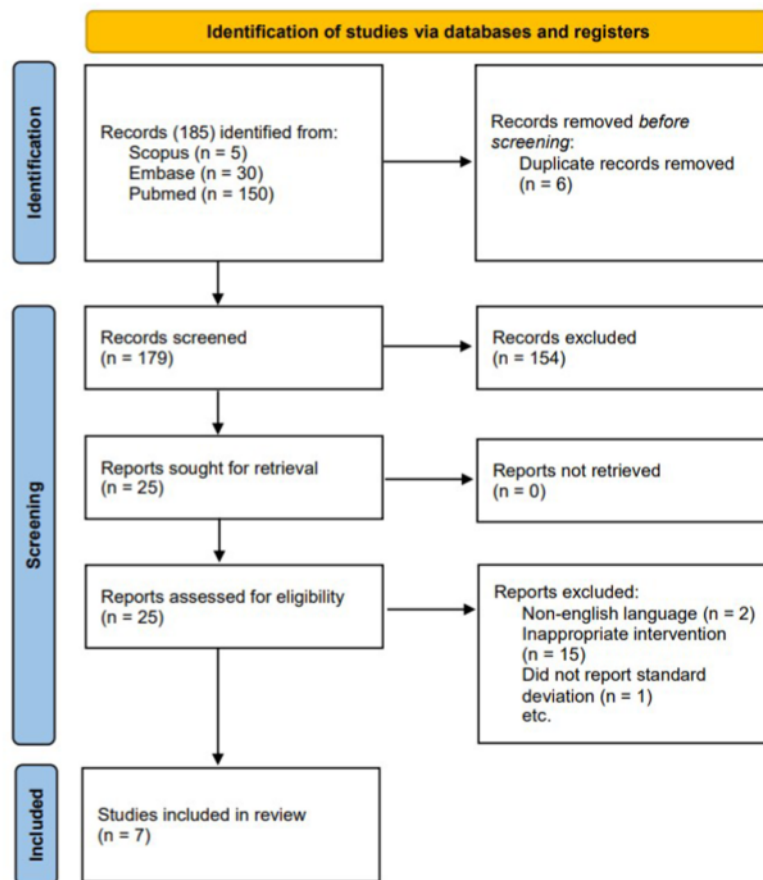 Identification of studies via databases and registers
Identification
Records (185) identified from:
Scopus (n = 5)
Embase (n = 30)
Pubmed (n = 150)
Records removed before
screening:
Duplicate records removed
(n = 6)
Screening
Records screened
(n = 179)
Records excluded
(n = 154)
Reports sought for retrieval
(n = 25)
Reports not retrieved
(n = 0)
Reports assessed for eligibility
(n = 25)
Reports excluded:
Non-english language (n = 2)
Inappropriate intervention
(n = 15)
Did not report standard
deviation (n = 1)
etc.
Included
Studies included in review
(n = 7)